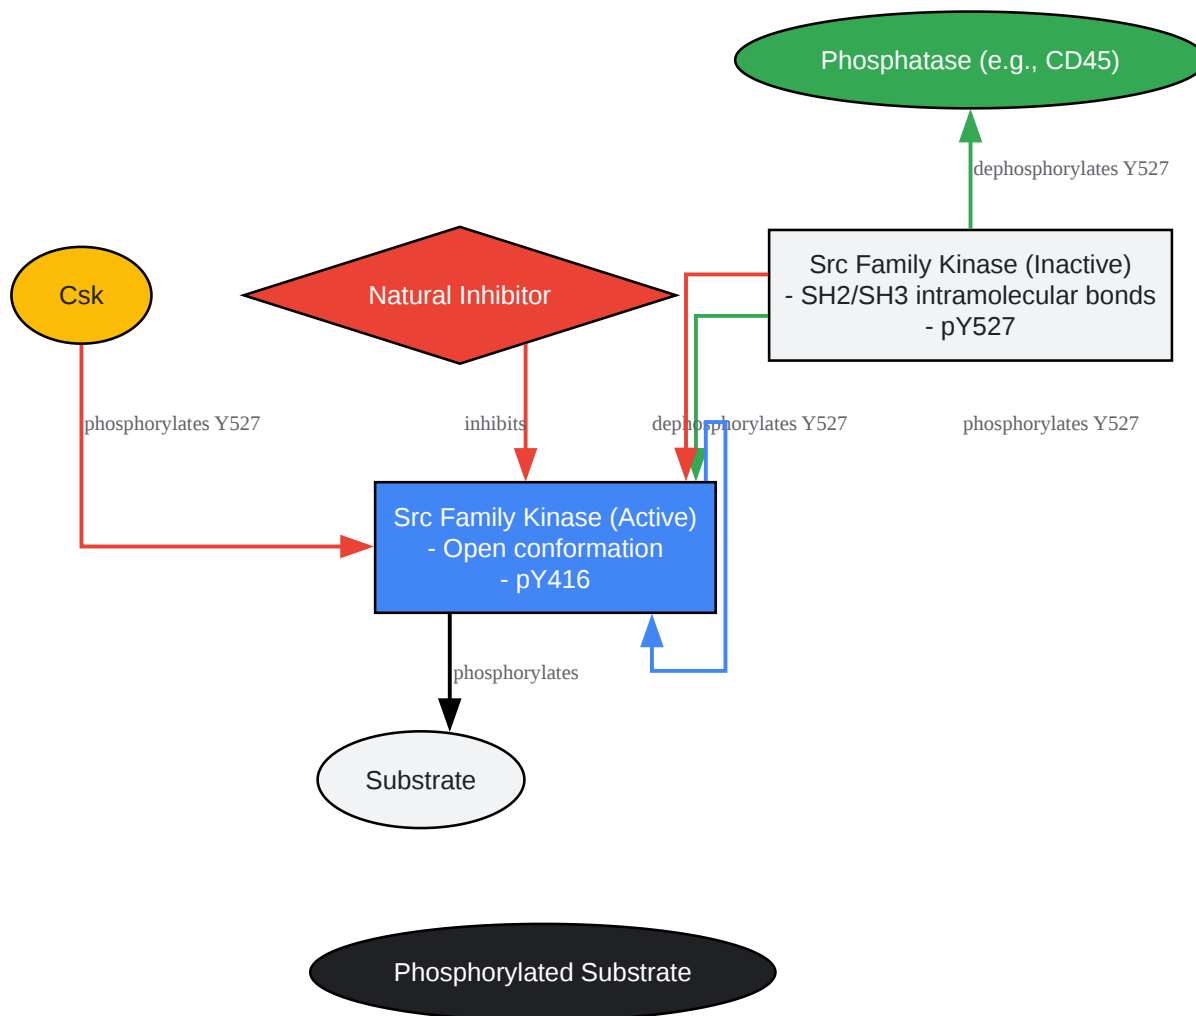 Phosphatase (e.g., CD45)
dephosphorylates Y527
Src Family Kinase (Inactive)
- SH2/SH3 intramolecular bonds
- pY527
Csk
Natural Inhibitor
phosphorylates Y527
inhibits
dephosphorylates Y527
phosphorylates Y527
Src Family Kinase (Active)
- Open conformation
- pY416
phosphorylates
Substrate
Phosphorylated Substrate